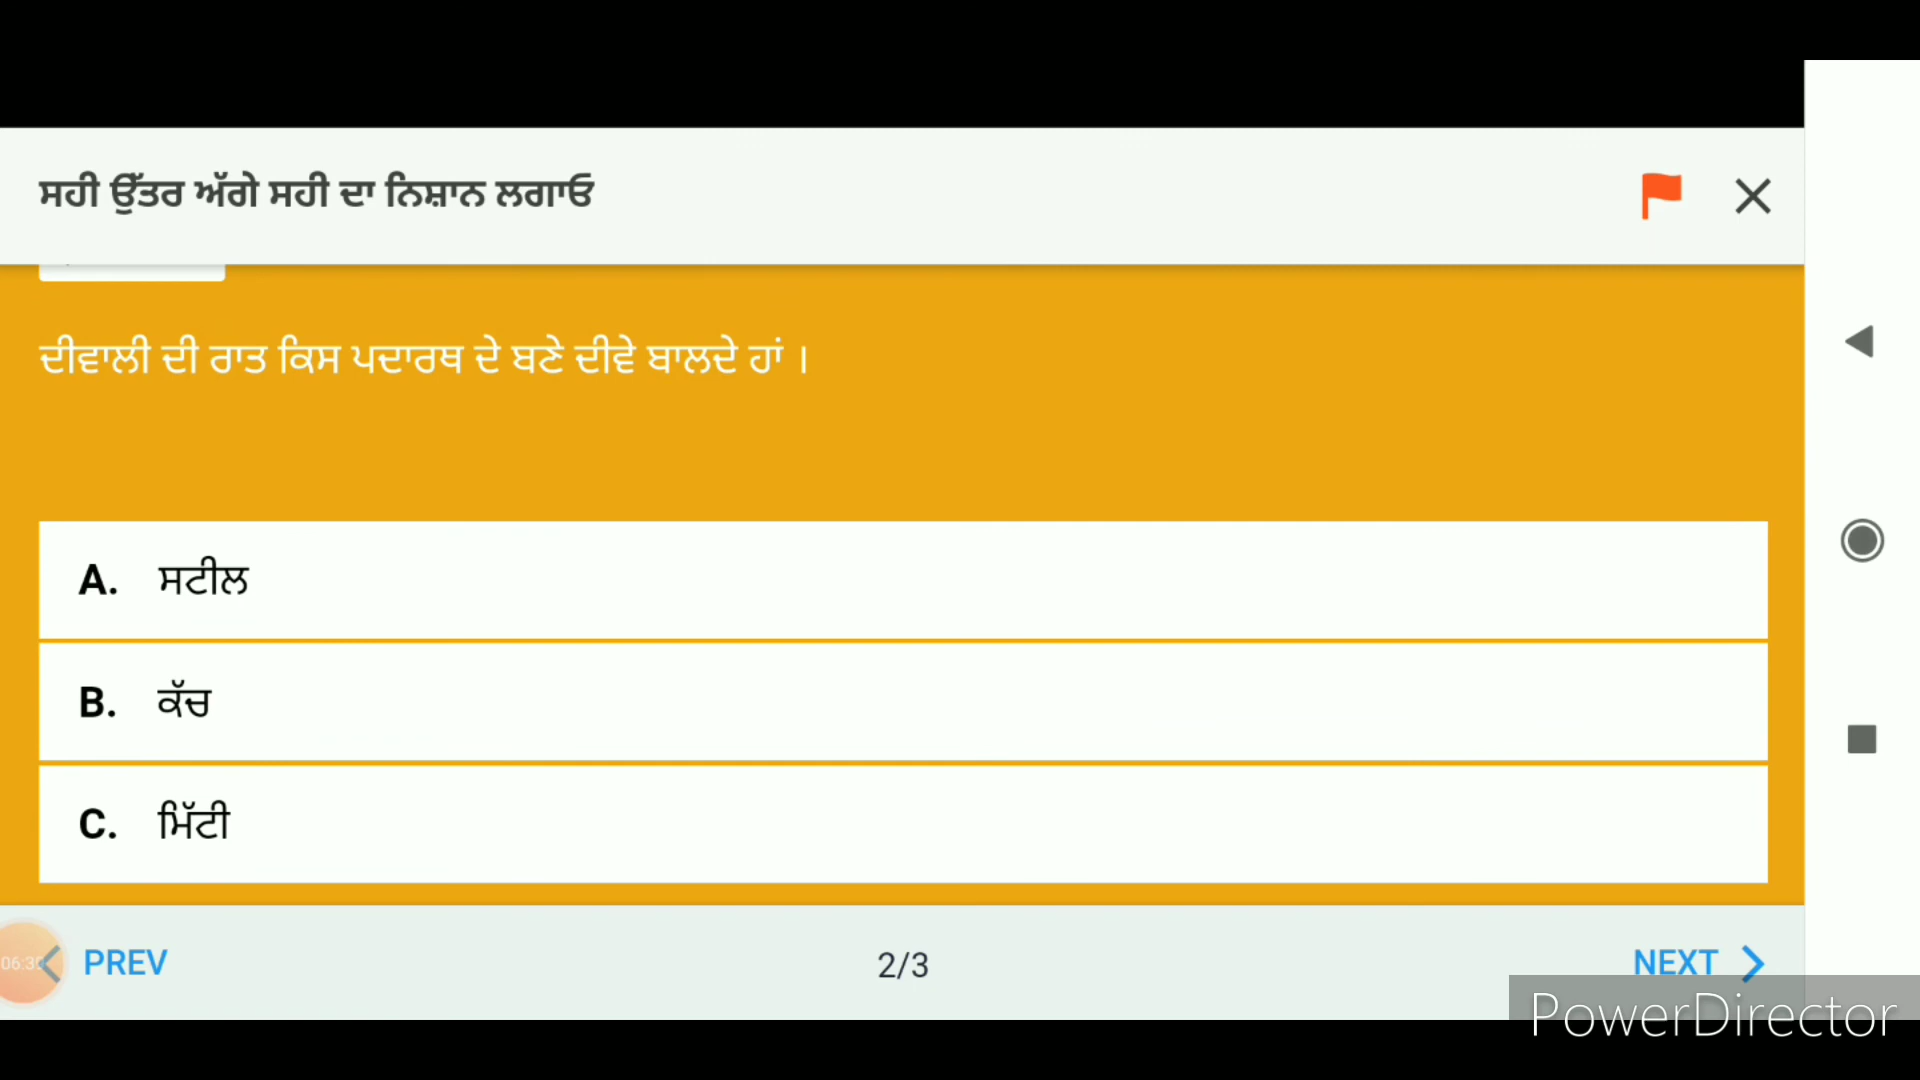 ਸਹੀ ਉੱਤਰ ਅੱਗੇ ਸਹੀ ਦਾ ਨਿਸ਼ਾਨ ਲਗਾਓ
ਦੀਵਾਲੀ ਦੀ ਰਾਤ ਕਿਸ ਪਦਾਰਥ ਦੇ ਬਣੇ ਦੀਵੇ ਬਾਲਦੇ ਹਾਂ ।
A. ਸਟੀਲ
B. ਕੱਚ
C. ਮਿੱਟੀ
PREV 2/3 NEXT
PowerDirector